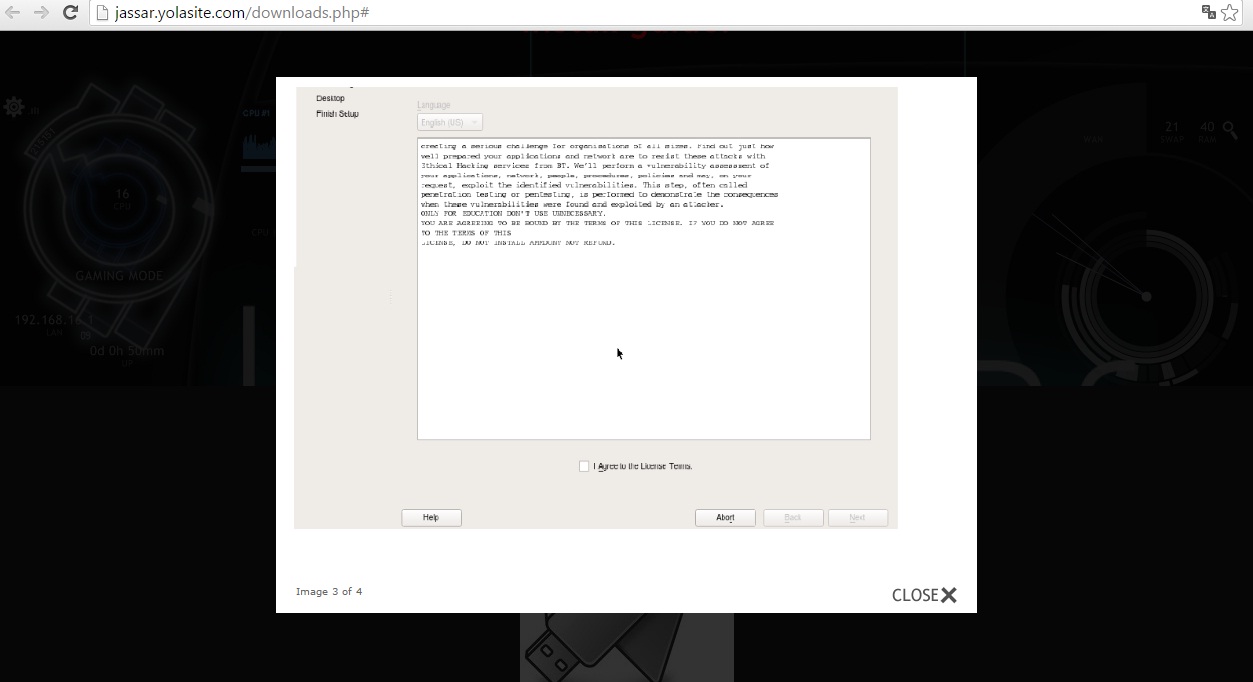 jassar.yolasite.com/downloads.php#
Desktop
Finish Setup
Language
English (US)
creating a serious challenge for organisations of all sizes. Find out just how
well prepared your applications and network are to resist these attacks with
Ethical Hacking services from BT. We'll perform a vulnerability assessment of
your applications, network, people, procedures, policies and may, on your
request, exploit the identified vulnerabilities. This step, often called
penetration testing or pentesting, is performed to demonstrate the consequences
when these vulnerabilities were found and exploited by an attacker.
ONLY FOR EDUCATION DON'T USE UNNECESSARY.
YOU ARE AGREEING TO BE BOUND BY THE TERMS OF THIS LICENSE. IF YOU DO NOT AGREE
TO THE TERMS OF THIS
LICENSE, DO NOT INSTALL NOT REFUND.
I Agree to the License Terms.
Help
Abort
Back
Next
Image 3 of 4
CLOSE
CPU
16
CPU
GAMING MODE
192.168.16.1
LAN
0d 0h 50mm
UP
WAN
21
SWAP
40
RAM